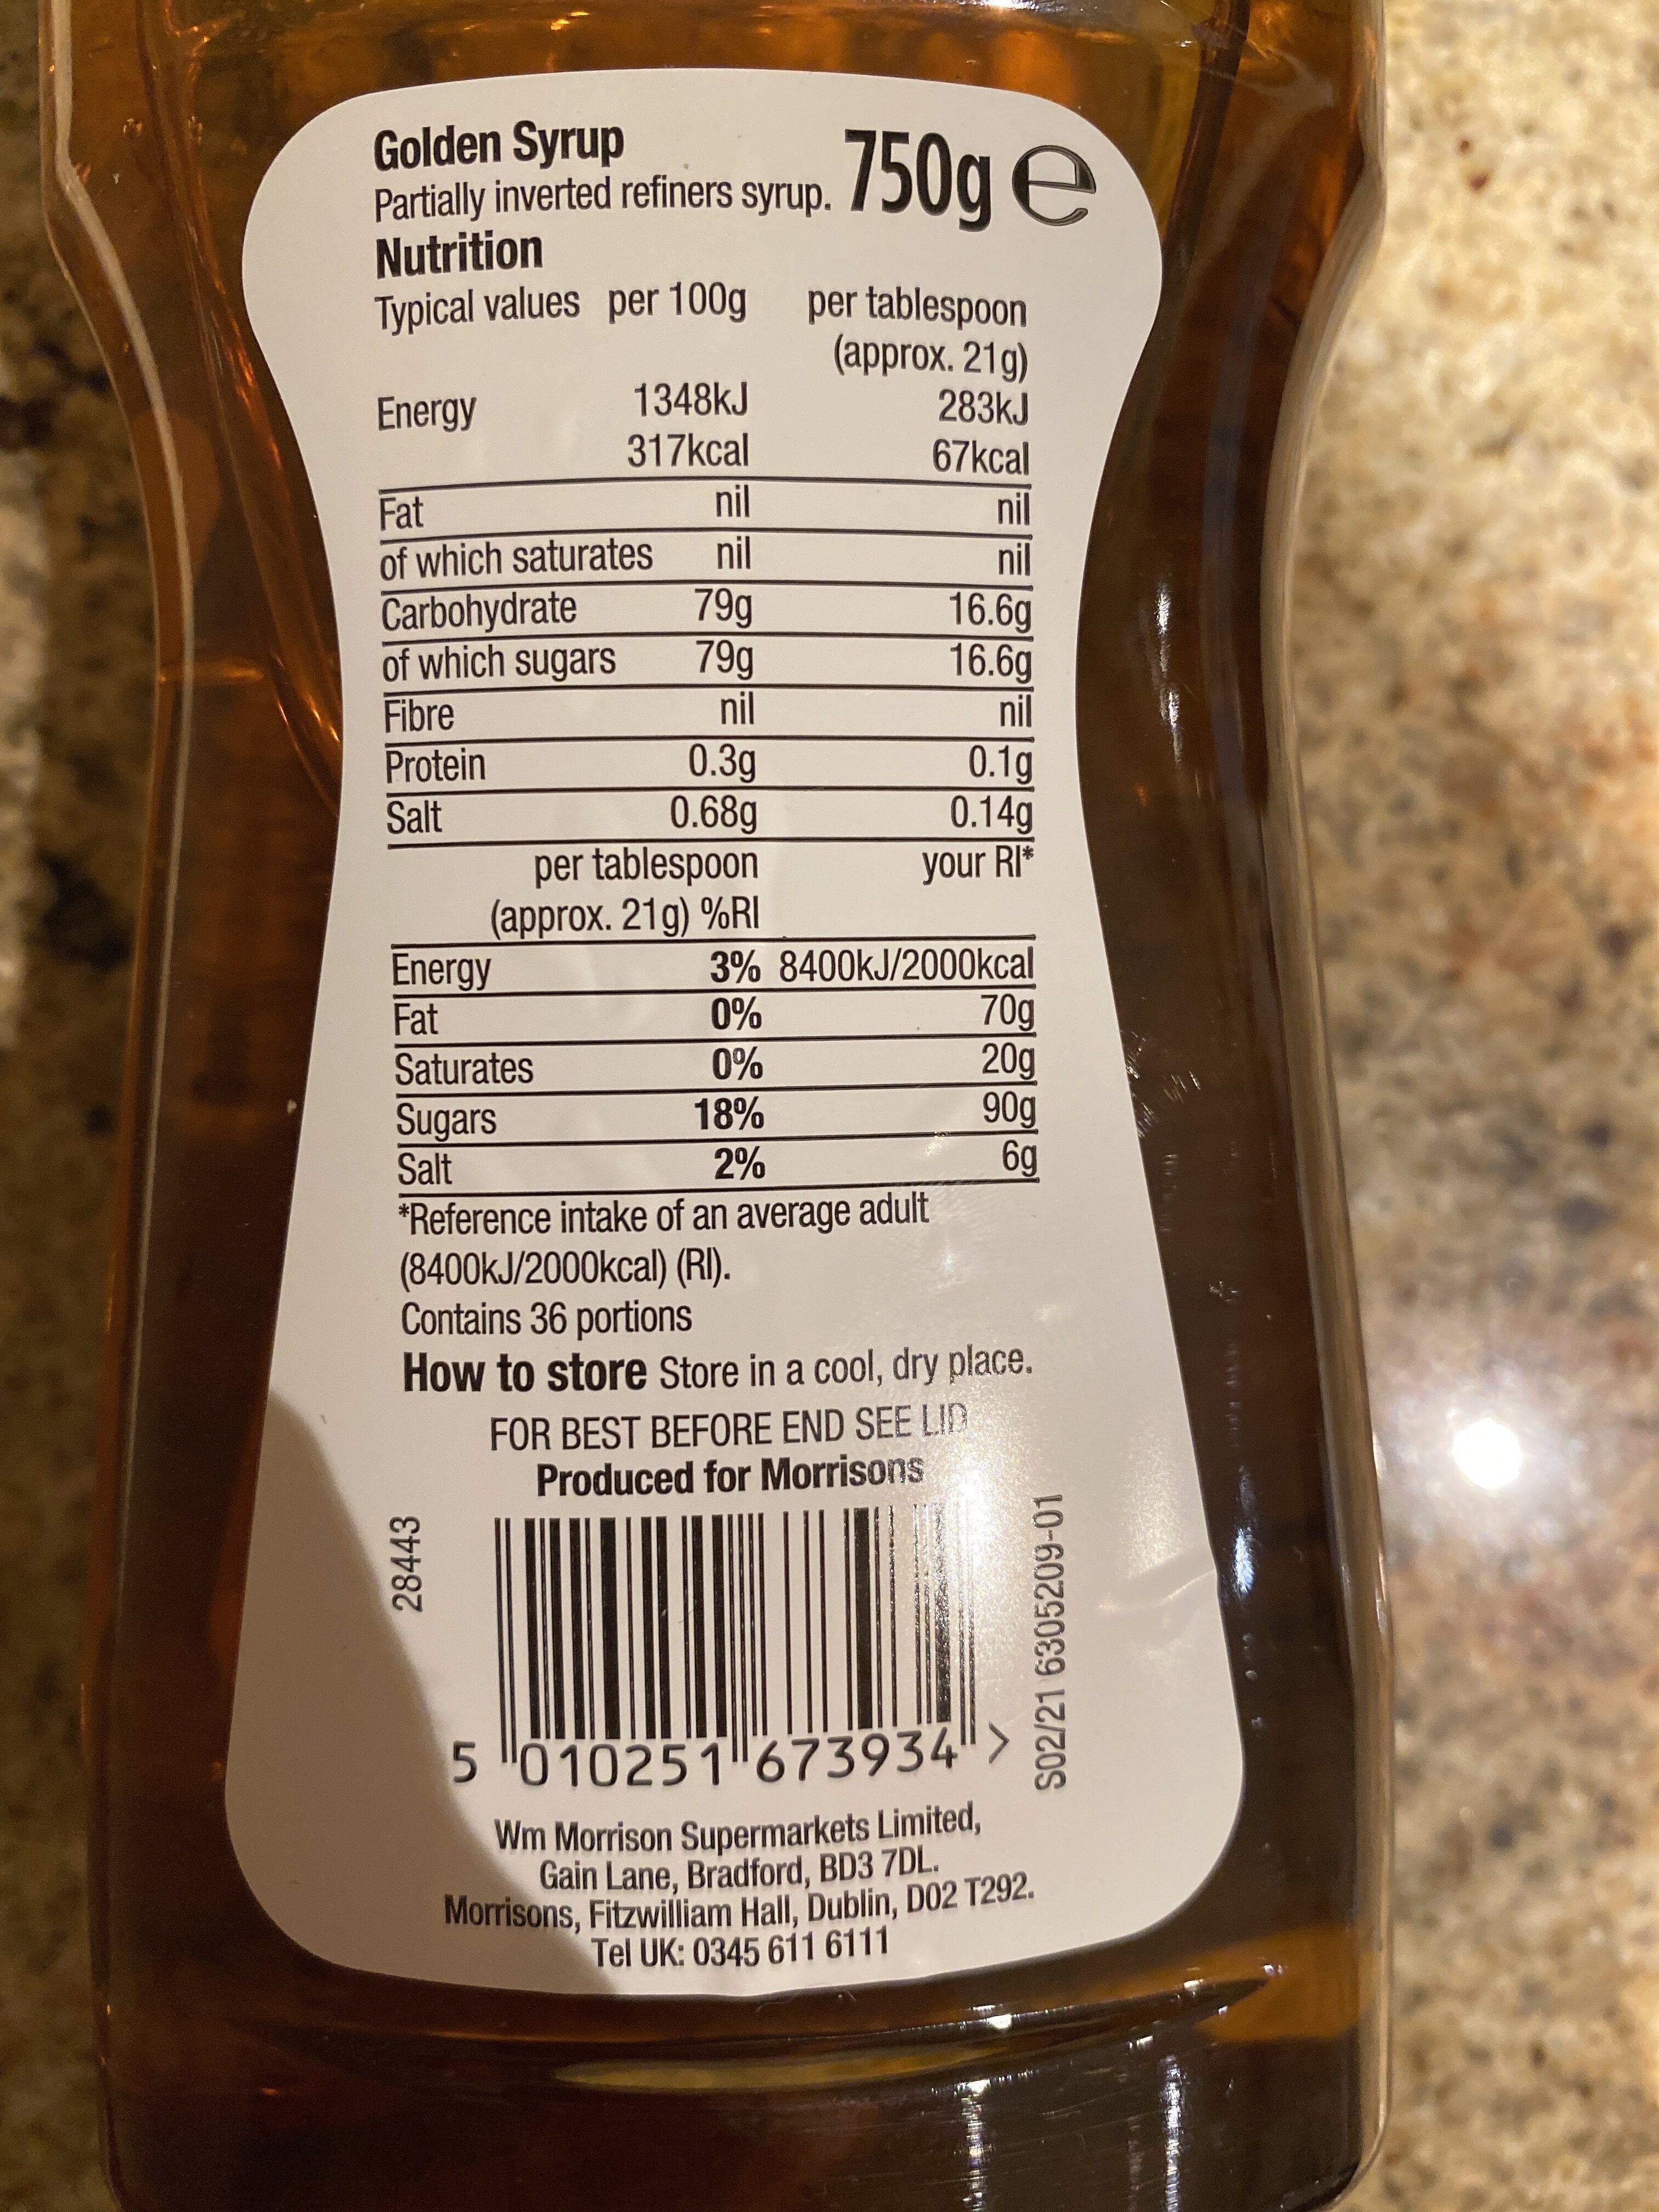 Golden Syrup
Partially inverted refiners syrup. 750g e
Nutrition
Typical values per 100g per tablespoon
(approx. 21g)
Energy 1348kJ 283kJ
317kcal 67kcal
Fat nil nil
of which saturates nil nil
Carbohydrate 79g 16.6g
of which sugars 79g 16.6g
Fibre nil nil
Protein 0.3g 0.1g
Salt 0.68g 0.14g
per tablespoon your RI*
(approx. 21g) %RI
Energy 3% 8400kJ/2000kcal
Fat 0% 70g
Saturates 0% 20g
Sugars 18% 90g
Salt 2% 6g
*Reference intake of an average adult
(8400kJ/2000kcal) (RI).
Contains 36 portions
How to store Store in a cool, dry place.
FOR BEST BEFORE END SEE LID
Produced for Morrisons
28443
S02/21 6305209-01
5 010251 673934 >
Wm Morrison Supermarkets Limited,
Gain Lane, Bradford, BD3 7DL.
Morrisons, Fitzwilliam Hall, Dublin, D02 T292.
Tel UK: 0345 611 6111